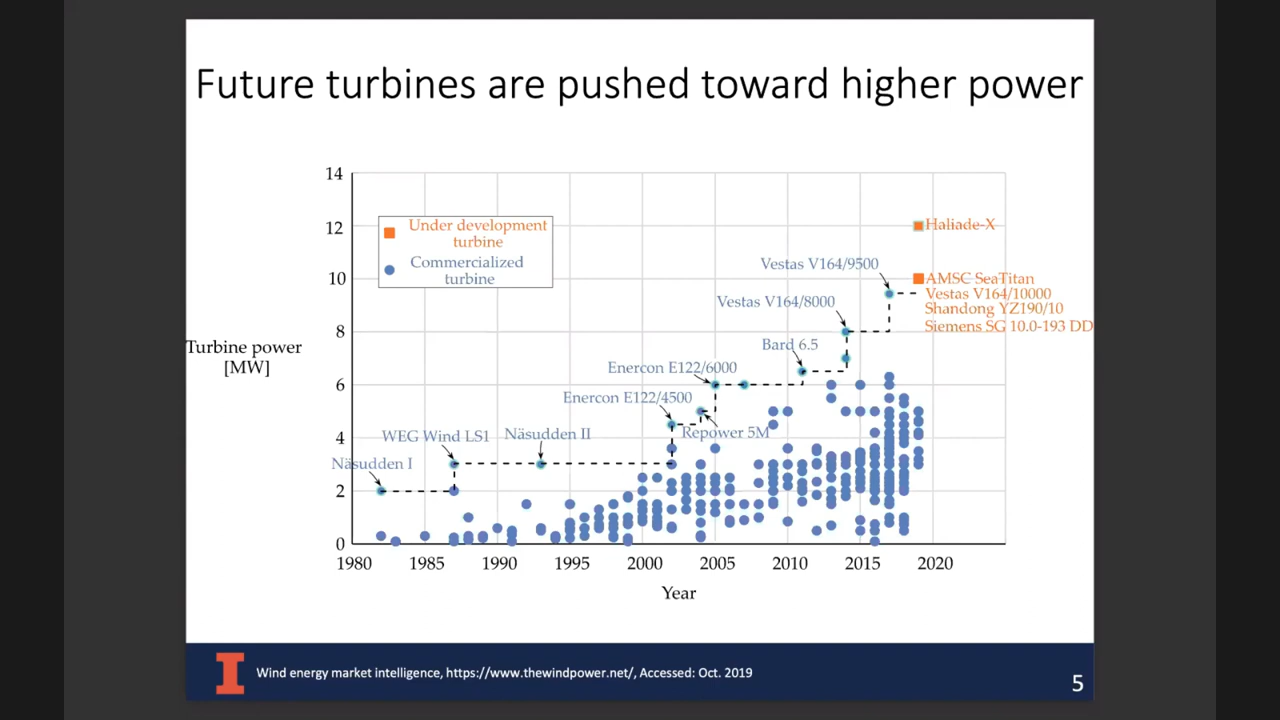 Future turbines are pushed toward higher power
14
12
10
8
6
4
2
0
Turbine power
[MW]
Under development
turbine
Commercialized
turbine
Haliade-X
AMSC SeaTitan
Vestas V164/10000
Shandong YZ190/10
Siemens SG 10.0-193 DD
Vestas V164/9500
Vestas V164/8000
Bard 6.5
Enercon E122/6000
Enercon E122/4500
Repower 5M
WEG Wind LS1
Näsudden II
Näsudden I
1980
1985
1990
1995
2000
2005
2010
2015
2020
Year
I
Wind energy market intelligence, https://www.thewindpower.net/, Accessed: Oct. 2019
5